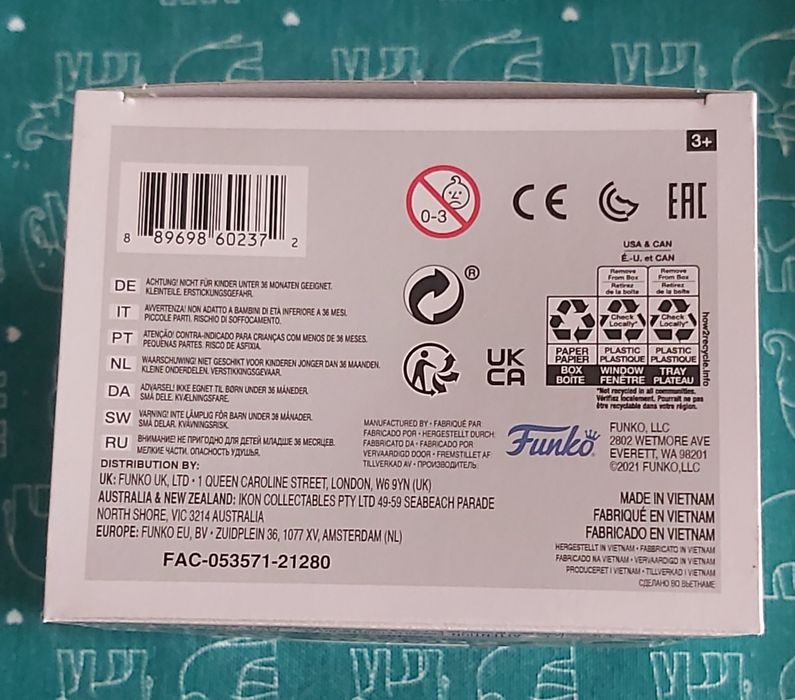 3+
8 89698 60237 2
0-3
CE
EAC
USA & CAN
É.-U. et CAN
Remove From Box
Retirez de la boîte
Remove From Box
Retirez de la boîte
Check Locally*
Check Locally*
PAPER
PAPIER
BOX
BOÎTE
PLASTIC
PLASTIQUE
WINDOW
FENÊTRE
PLASTIC
PLASTIQUE
TRAY
PLATEAU
how2recycle.info
*Not recycled in all communities.
Vérifiez localement. Pourrait ne pas
être recyclable dans votre région.
®
UK
CA
DE ACHTUNG! NICHT FÜR KINDER UNTER 36 MONATEN GEEIGNET.
KLEINTEILE. ERSTICKUNGSGEFAHR.
IT AVVERTENZA! NON ADATTO A BAMBINI DI ETÀ INFERIORE A 36 MESI.
PICCOLE PARTI. RISCHIO DI SOFFOCAMENTO.
PT ATENÇÃO! CONTRA-INDICADO PARA CRIANÇAS COM MENOS DE 36 MESES.
PEQUENAS PARTES. RISCO DE ASFIXIA.
NL WAARSCHUWING! NIET GESCHIKT VOOR KINDEREN JONGER DAN 36 MAANDEN.
KLEINE ONDERDELEN. VERSTIKKINGSGEVAAR.
DA ADVARSEL! IKKE EGNET TIL BØRN UNDER 36 MÅNEDER.
SMÅ DELE. KVÆLNINGSFARE.
SW VARNING! INTE LÄMPLIG FÖR BARN UNDER 36 MÅNADER.
SMÅ DELAR. KVÄVNINGSRISK.
RU ВНИМАНИЕ! НЕ ПРИГОДНО ДЛЯ ДЕТЕЙ МЛАДШЕ 36 МЕСЯЦЕВ.
МЕЛКИЕ ЧАСТИ. ОПАСНОСТЬ УДУШЬЯ.
MANUFACTURED BY • FABRIQUÉ PAR
FABRICADO POR • HERGESTELLT DURCH
FABBRICATO DA • FABRICADO POR
VERVAARDIGD DOOR • FREMSTILLET AF
TILLVERKAD AV • ПРОИЗВОДИТЕЛЬ:
Funko
FUNKO, LLC
2802 WETMORE AVE
EVERETT, WA 98201
©2021 FUNKO,LLC
DISTRIBUTION BY:
UK: FUNKO UK, LTD • 1 QUEEN CAROLINE STREET, LONDON, W6 9YN (UK)
AUSTRALIA & NEW ZEALAND: IKON COLLECTABLES PTY LTD 49-59 SEABEACH PARADE
NORTH SHORE, VIC 3214 AUSTRALIA
EUROPE: FUNKO EU, BV • ZUIDPLEIN 36, 1077 XV, AMSTERDAM (NL)
FAC-053571-21280
MADE IN VIETNAM
FABRIQUÉ EN VIETNAM
FABRICADO EN VIETNAM
HERGESTELLT IN VIETNAM • FABBRICATO IN VIETNAM
FABRICADO NA VIETNAM • VERVAARDIGD IN VIETNAM
PRODUCERET I VIETNAM • TILLVERKAD I VIETNAM
СДЕЛАНО ВО ВЬЕТНАМЕ